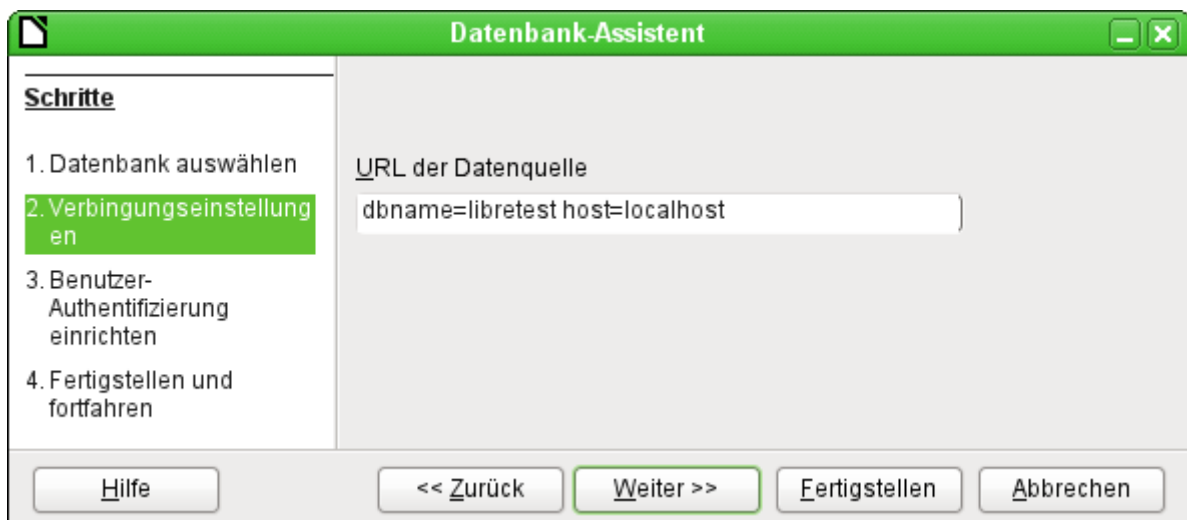 Datenbank-Assistent
Schritte
1. Datenbank auswählen
2. Verbingungseinstellung
en
3. Benutzer-
Authentifizierung
einrichten
4. Fertigstellen und
fortfahren
URL der Datenquelle
dbname=libretest host=localhost
Hilfe
<< Zurück
Weiter >>
Fertigstellen
Abbrechen